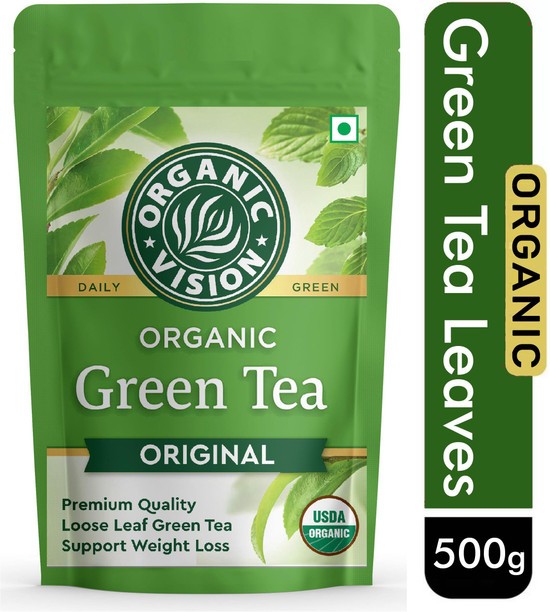 ORGANIC
VISION
DAILY
GREEN
ORGANIC
Green Tea
ORIGINAL
Premium Quality
Loose Leaf Green Tea
Support Weight Loss
USDA
ORGANIC
Green Tea Leaves
ORGANIC
500g